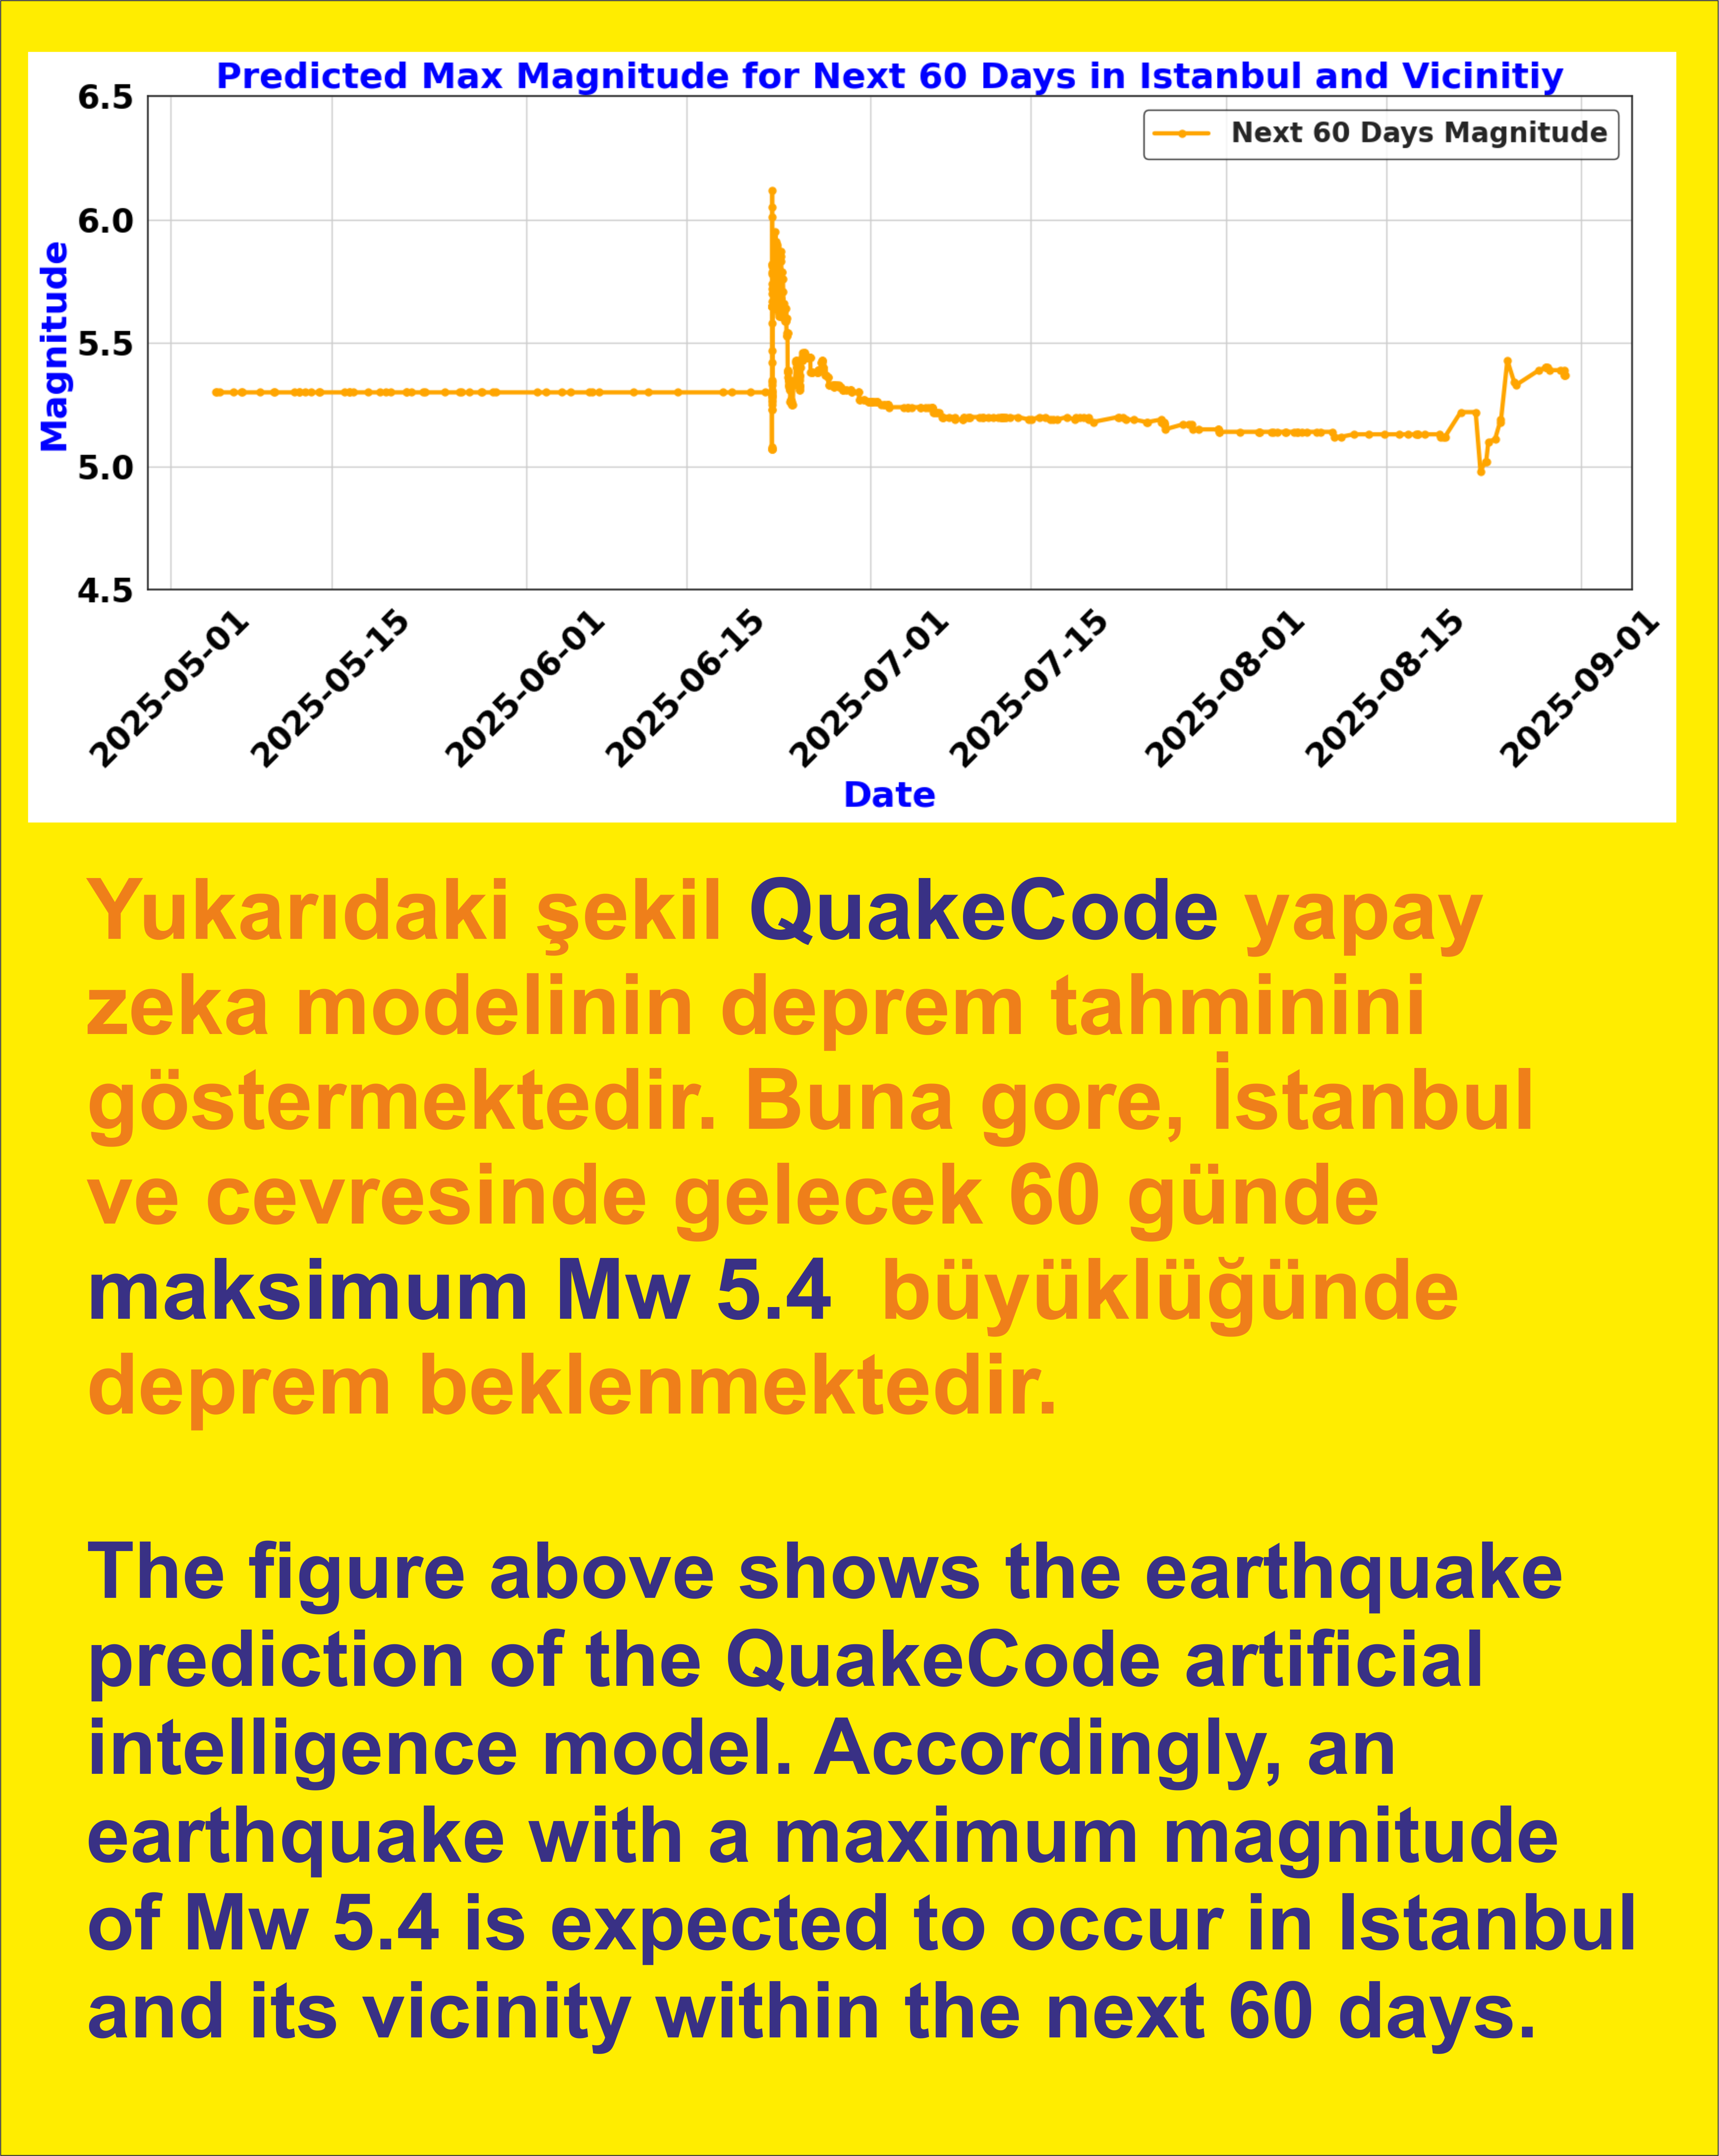 Predicted Max Magnitude for Next 60 Days in Istanbul and Vicinitiy
6.5
Next 60 Days Magnitude
6.0
5.5
5.0
4.5
Magnitude
2025-05-01
2025-05-15
2025-06-01
2025-06-15
2025-07-01
2025-07-15
2025-08-01
2025-08-15
2025-09-01
Date
Yukarıdaki şekil QuakeCode yapay
zeka modelinin deprem tahminini
göstermektedir. Buna gore, İstanbul
ve cevresinde gelecek 60 günde
maksimum Mw 5.4 büyüklüğünde
deprem beklenmektedir.
The figure above shows the earthquake
prediction of the QuakeCode artificial
intelligence model. Accordingly, an
earthquake with a maximum magnitude
of Mw 5.4 is expected to occur in Istanbul
and its vicinity within the next 60 days.